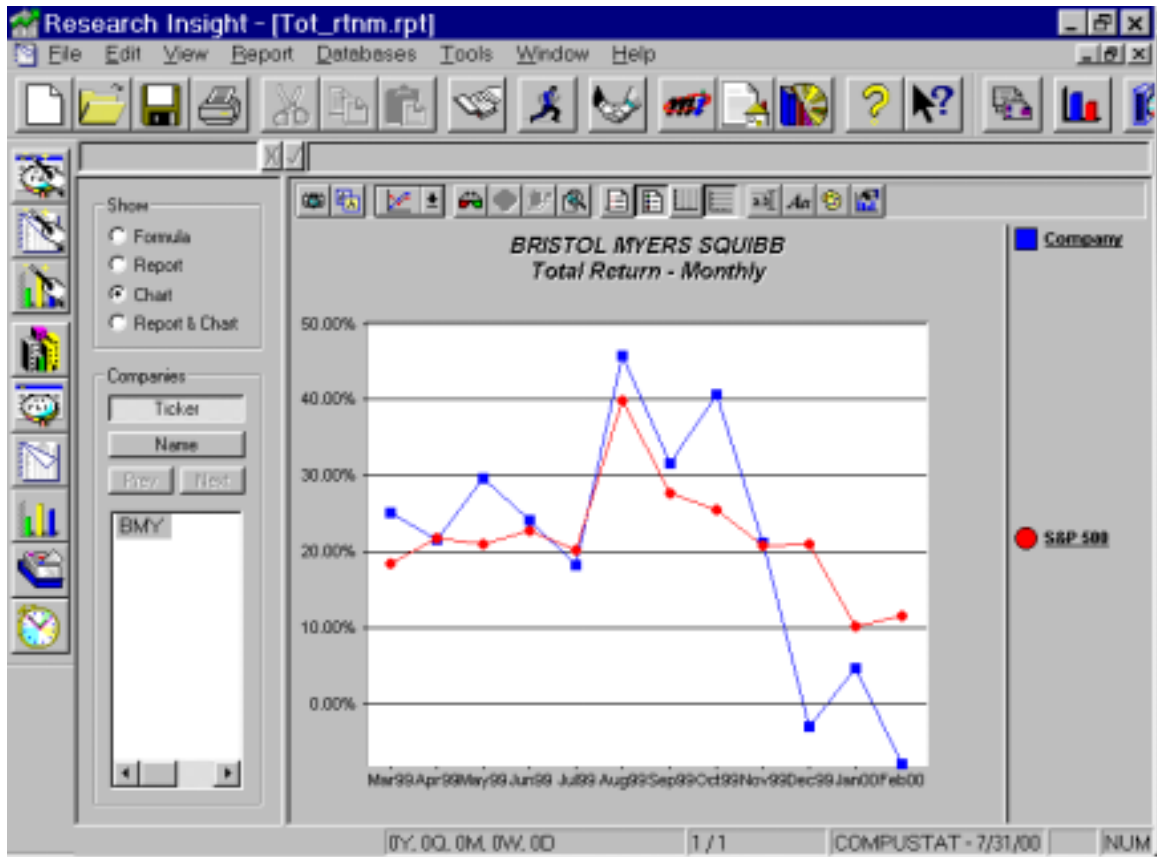 Research Insight - [Tot_rtnm.rpt]
File Edit View Report Databases Tools Window Help
Show
Formula
Report
Chart
Report & Chart
Companies
Ticker
Name
Prev Next
BMY
BRISTOL MYERS SQUIBB
Total Return - Monthly
Company
S&P 500
50.00%
40.00%
30.00%
20.00%
10.00%
0.00%
Mar99 Apr99 May99 Jun99 Jul99 Aug99 Sep99 Oct99 Nov99 Dec99 Jan00 Feb00
0Y, 0Q, 0M, 0W, 0D 1 / 1 COMPUSTAT - 7/31/00 NUM